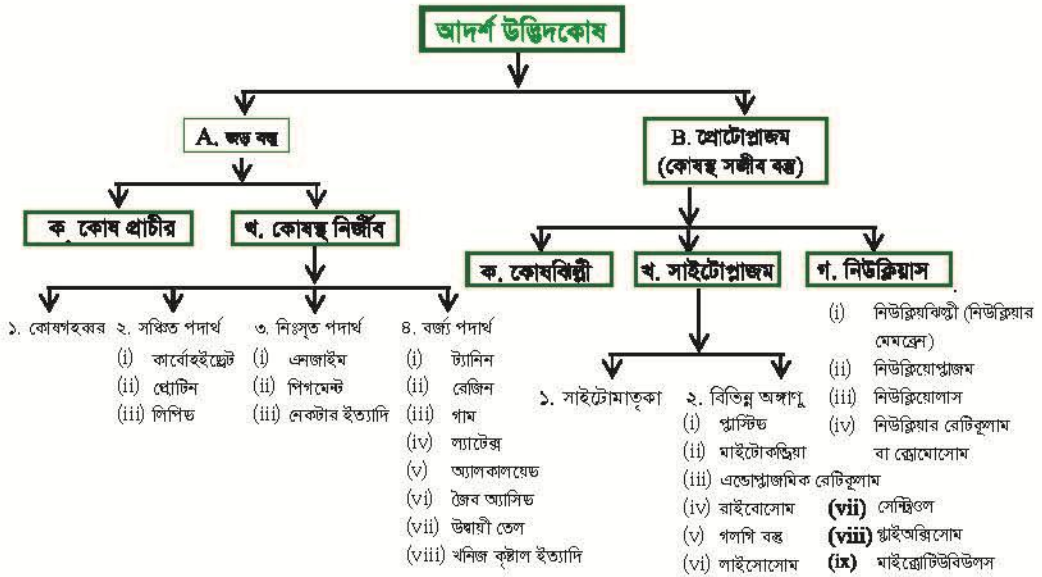 আদর্শ উদ্ভিদকোষ
A. জড় বস্তু
B. প্রোটোপ্লাজম
(কোষস্থ সজীব বস্তু)
ক. কোষ প্রাচীর
খ. কোষস্থ নির্জীব
ক. কোষঝিল্লী
খ. সাইটোপ্লাজম
গ. নিউক্লিয়াস
১. কোষগহব্বর
২. সঞ্চিত পদার্থ
(i) কার্বোহইড্রেট
(ii) প্রোটিন
(iii) লিপিড
৩. নিঃসৃত পদার্থ
(i) এনজাইম
(ii) পিগমেন্ট
(iii) নেকটার ইত্যাদি
৪. বর্জ্য পদার্থ
(i) ট্যানিন
(ii) রেজিন
(iii) গাম
(iv) ল্যাটেক্স
(v) অ্যালকালয়েড
(vi) জৈব অ্যাসিড
(vii) উদ্বায়ী তেল
(viii) খনিজ কৃষ্টাল ইত্যাদি
১. সাইটোমাতৃকা
২. বিভিন্ন অঙ্গাণু
(i) প্লাস্টিড
(ii) মাইটোকন্ড্রিয়া
(iii) এন্ডোপ্লাজমিক রেটিকুলাম
(iv) রাইবোসোম
(v) গলগি বস্তু
(vi) লাইসোসোম
(vii) সেন্ট্রিওল
(viii) গ্লাইঅক্সিসোম
(ix) মাইক্রোটিউবিউলস
(i) নিউক্লিয়ঝিল্লী (নিউক্লিয়ার
মেমব্রেন)
(ii) নিউক্লিয়োপ্লাজম
(iii) নিউক্লিয়োলাস
(iv) নিউক্লিয়ার রেটিকুলাম
বা ক্রোমোসোম